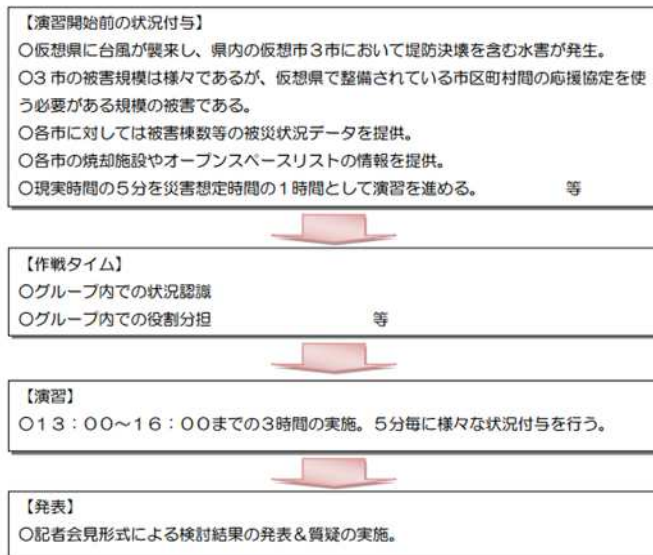 【演習開始前の状況付与】
〇仮想県に台風が襲来し、県内の仮想市３市において堤防決壊を含む水害が発生。
〇３市の被害規模は様々であるが、仮想県で整備されている市区町村間の応援協定を使
う必要がある規模の被害である。
〇各市に対しては被害棟数等の被災状況データを提供。
〇各市の焼却施設やオープンスペースリストの情報を提供。
〇現実時間の５分を災害想定時間の１時間として演習を進める。　　　　等
【作戦タイム】
〇グループ内での状況認識
〇グループ内での役割分担　　　　　　　　等
【演習】
〇１３：００～１６：００までの３時間の実施。５分毎に様々な状況付与を行う。
【発表】
〇記者会見形式による検討結果の発表＆質疑の実施。